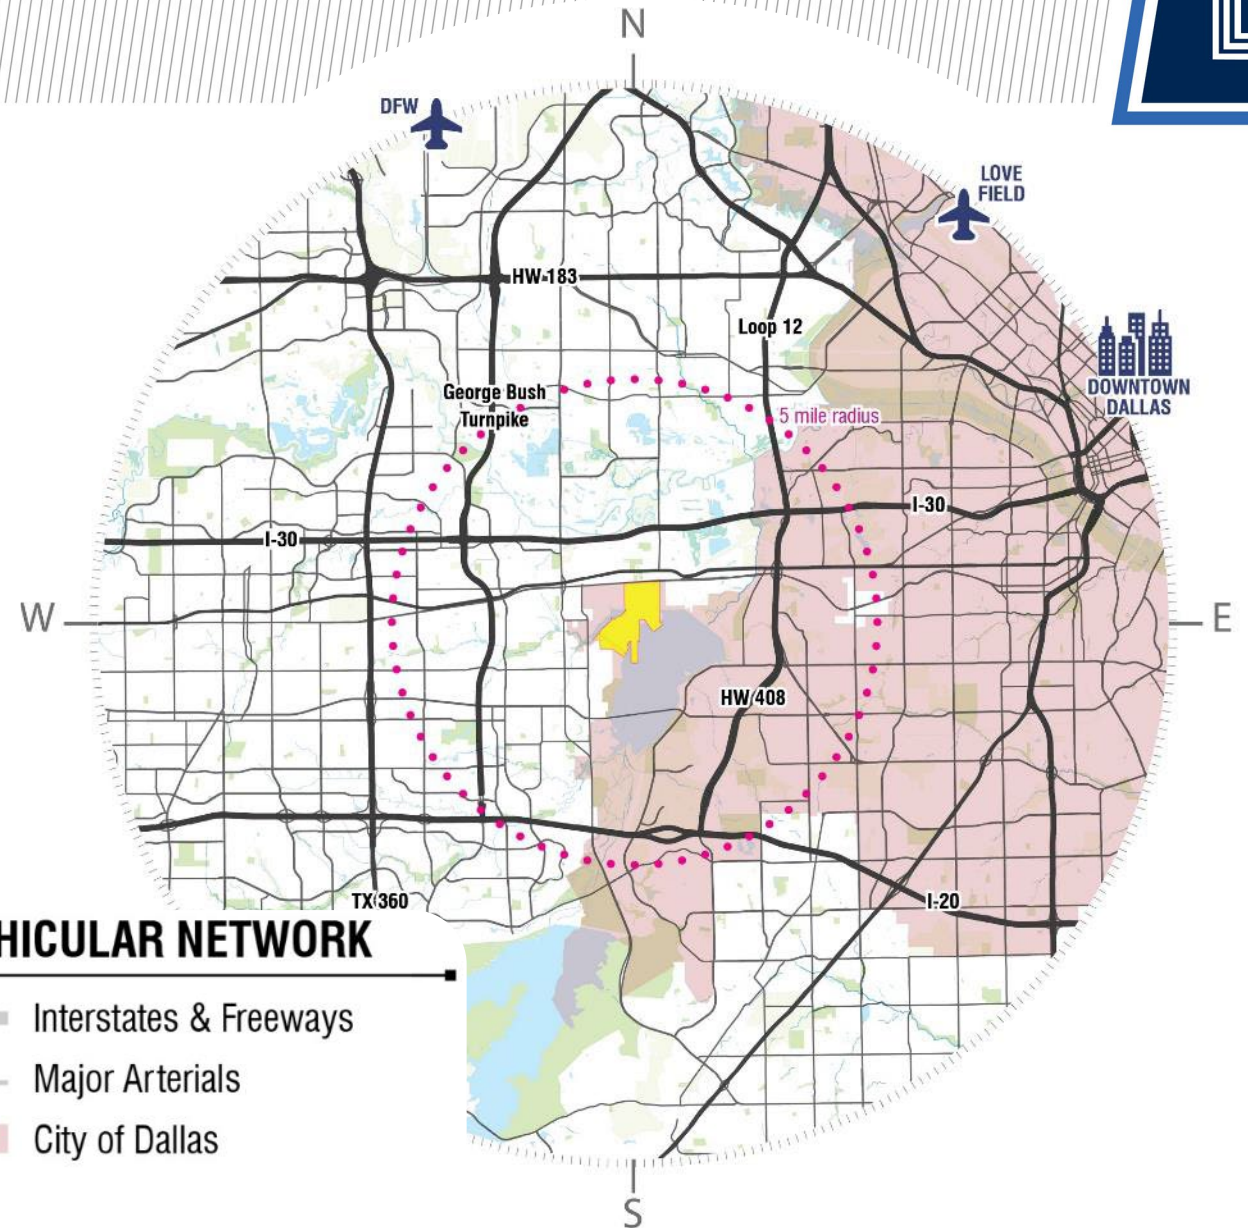 N
DFW
LOVE
FIELD
HW 183
Loop 12
DOWNTOWN
DALLAS
George Bush
Turnpike
5 mile radius
I-30
I-30
W
E
HW 408
TX 360
I-20
HICULAR NETWORK
Interstates & Freeways
Major Arterials
City of Dallas
S